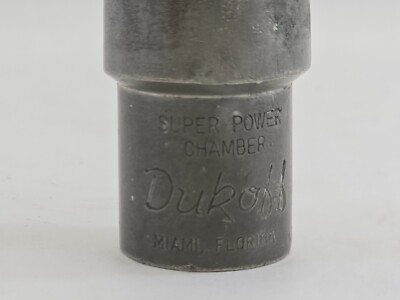 SUPER POWER
CHAMBER
Dukoff
MIAMI, FLORIDA